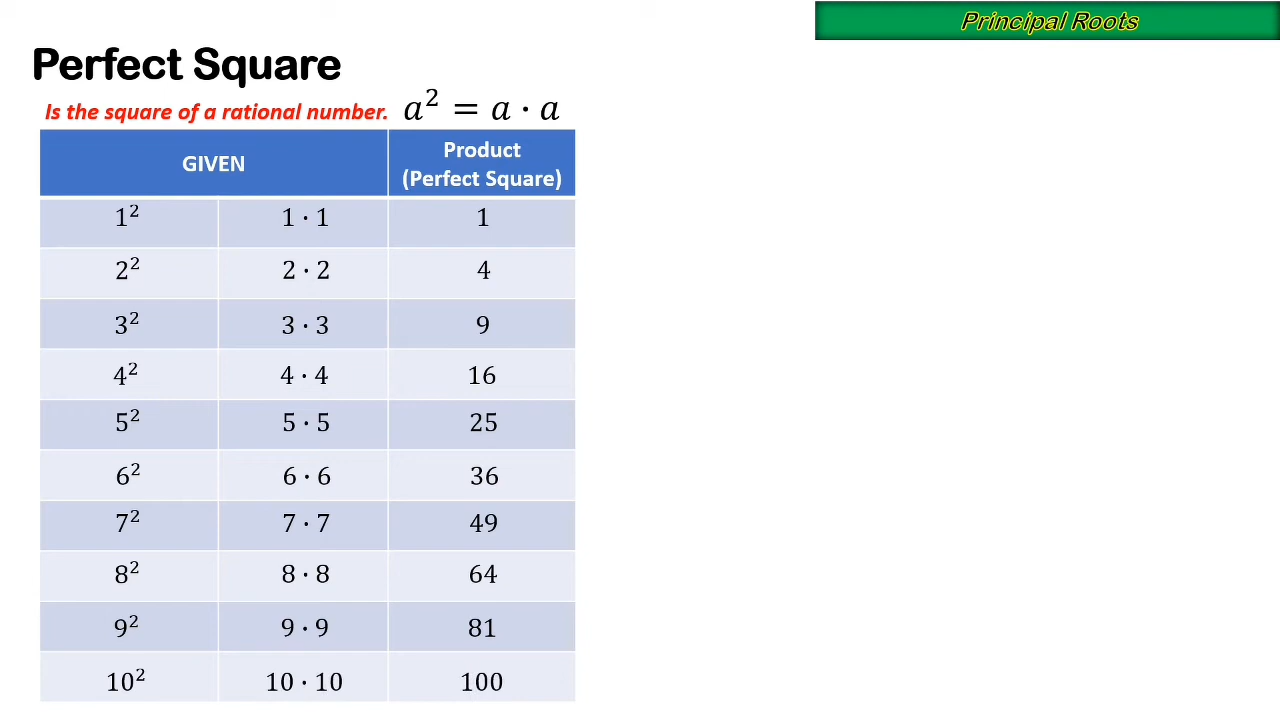 Principal Roots
Perfect Square
Is the square of a rational number. a² = a · a
GIVEN
Product
(Perfect Square)
1² 1 · 1 1
2² 2 · 2 4
3² 3 · 3 9
4² 4 · 4 16
5² 5 · 5 25
6² 6 · 6 36
7² 7 · 7 49
8² 8 · 8 64
9² 9 · 9 81
10² 10 · 10 100